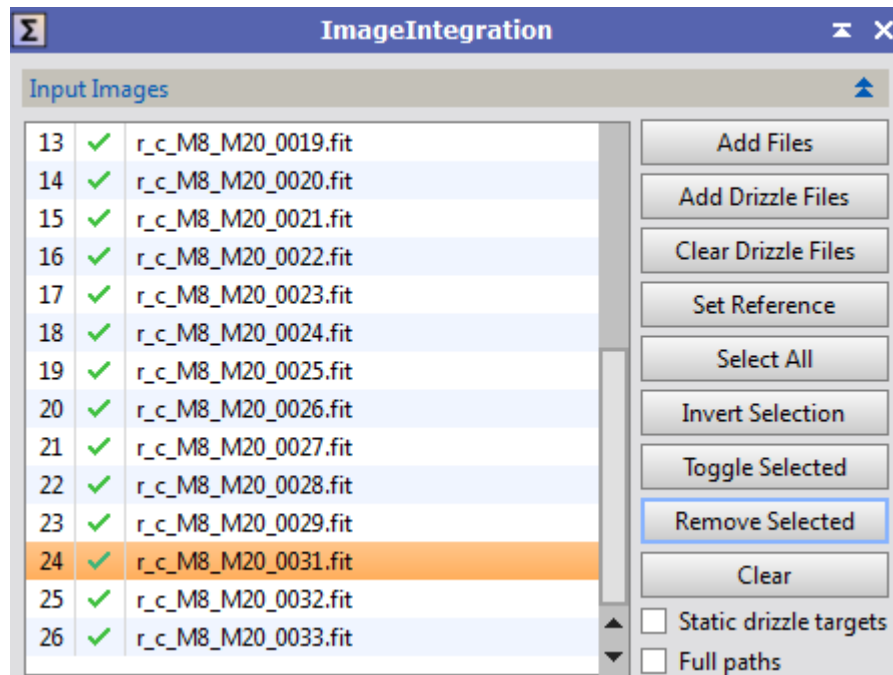 Σ ImageIntegration
Input Images
13 r_c_M8_M20_0019.fit
14 r_c_M8_M20_0020.fit
15 r_c_M8_M20_0021.fit
16 r_c_M8_M20_0022.fit
17 r_c_M8_M20_0023.fit
18 r_c_M8_M20_0024.fit
19 r_c_M8_M20_0025.fit
20 r_c_M8_M20_0026.fit
21 r_c_M8_M20_0027.fit
22 r_c_M8_M20_0028.fit
23 r_c_M8_M20_0029.fit
24 r_c_M8_M20_0031.fit
25 r_c_M8_M20_0032.fit
26 r_c_M8_M20_0033.fit
Add Files
Add Drizzle Files
Clear Drizzle Files
Set Reference
Select All
Invert Selection
Toggle Selected
Remove Selected
Clear
Static drizzle targets
Full paths